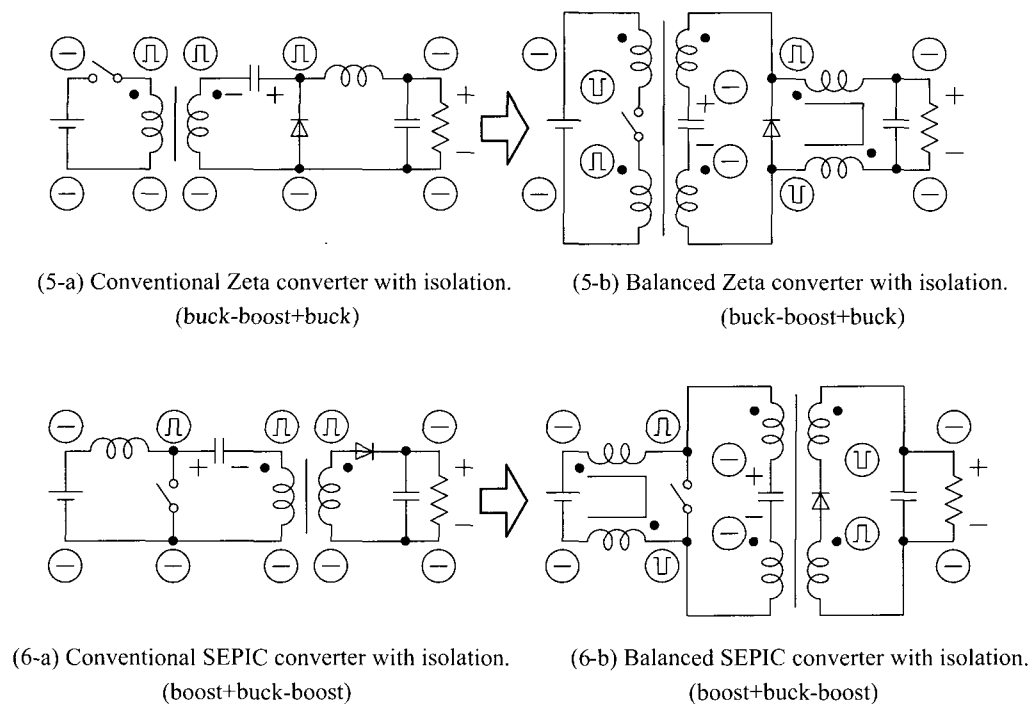 (5-a) Conventional Zeta converter with isolation.
(buck-boost+buck)
(5-b) Balanced Zeta converter with isolation.
(buck-boost+buck)
(6-a) Conventional SEPIC converter with isolation.
(boost+buck-boost)
(6-b) Balanced SEPIC converter with isolation.
(boost+buck-boost)